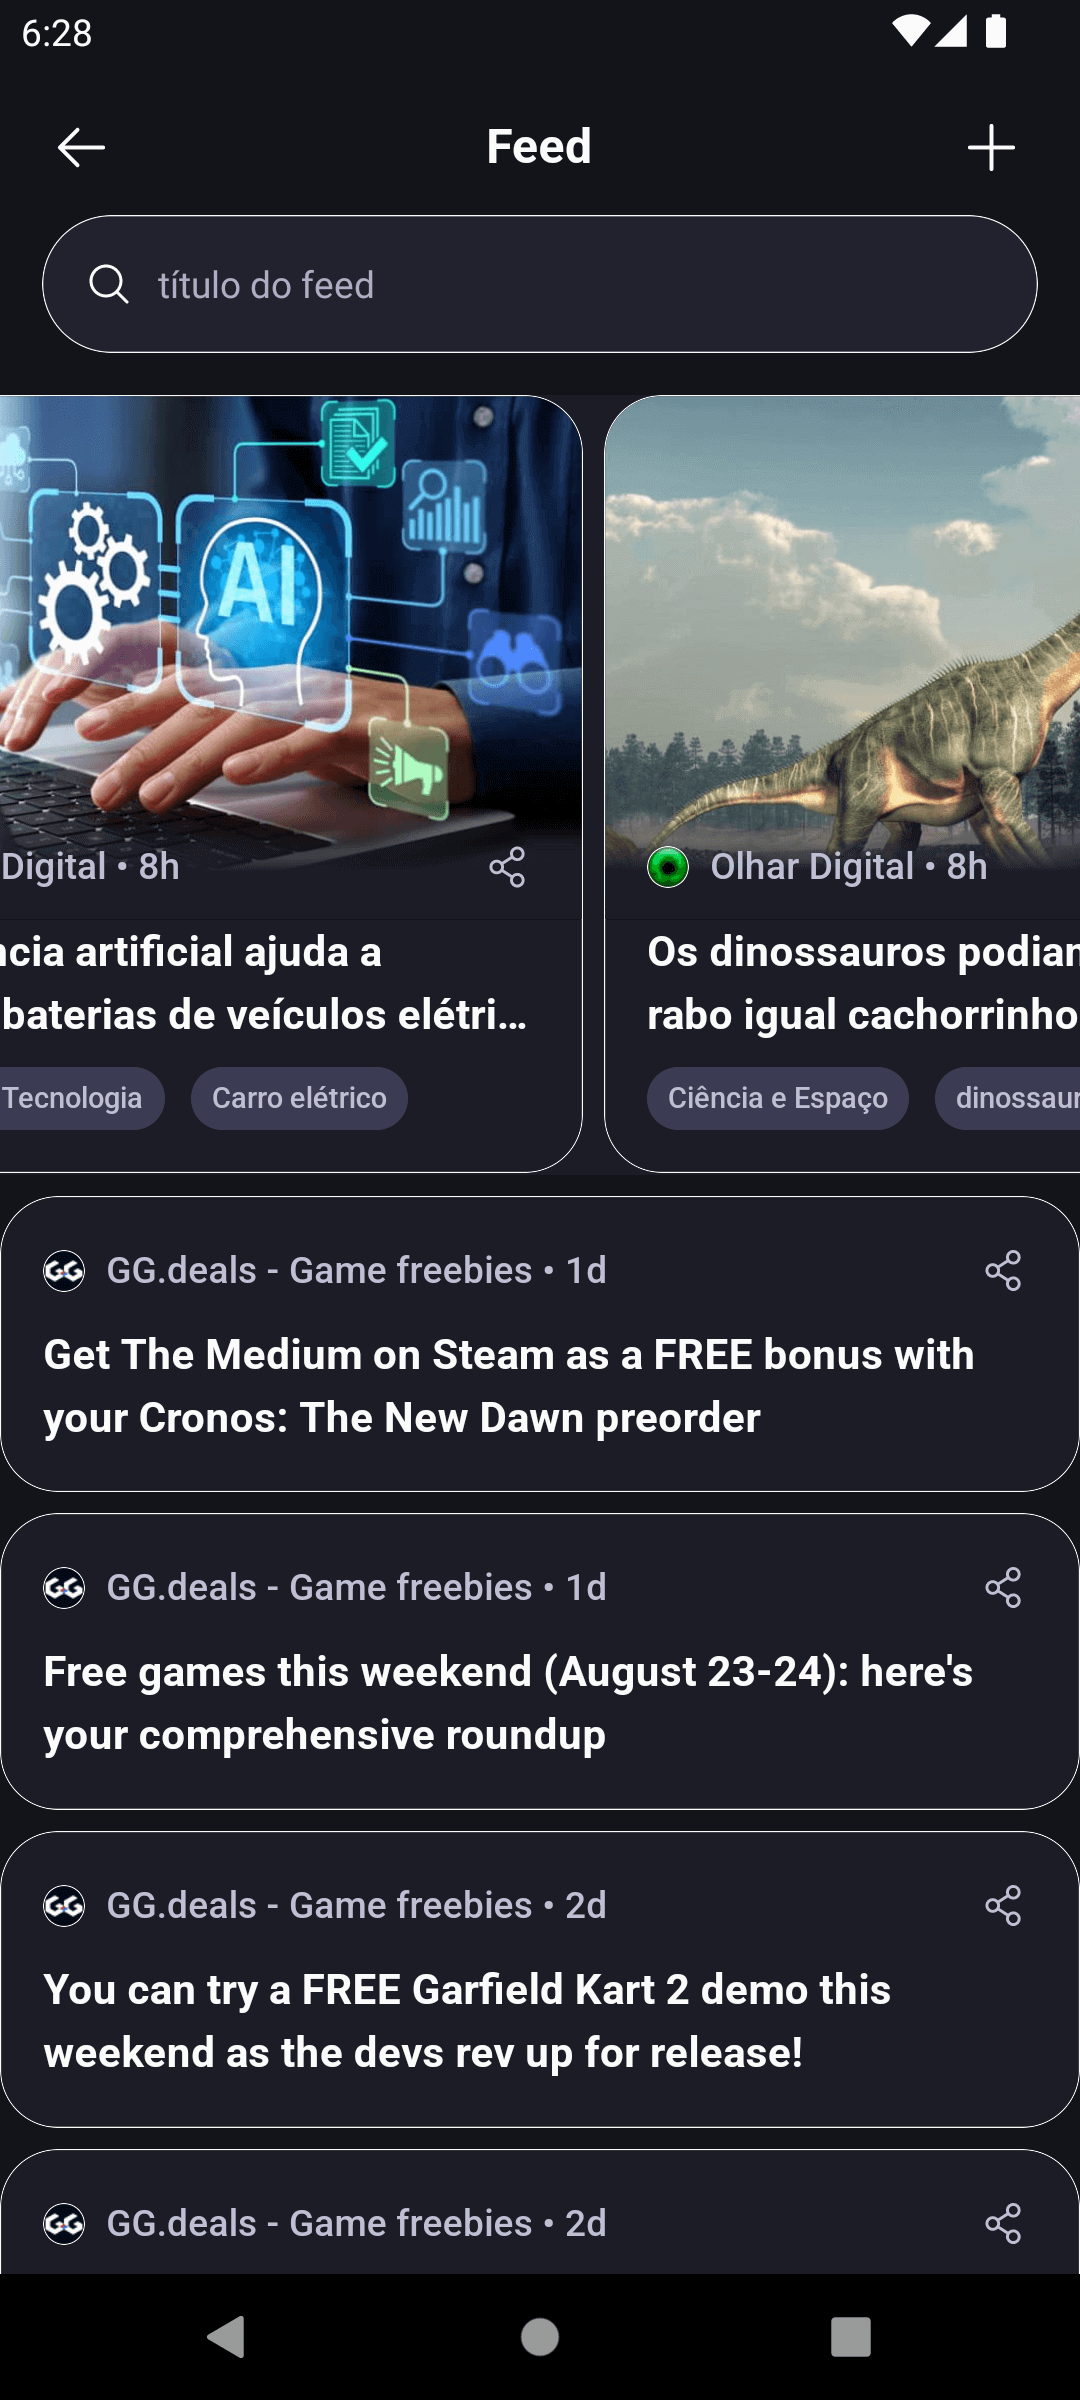 6:28
Feed
título do feed
AI
Digital • 8h
ncia artificial ajuda a
baterias de veículos elétri...
Tecnologia
Carro elétrico
Olhar Digital • 8h
Os dinossauros podian
rabo igual cachorrinho
Ciência e Espaço
dinossaur
GG.deals - Game freebies • 1d
Get The Medium on Steam as a FREE bonus with
your Cronos: The New Dawn preorder
GG.deals - Game freebies • 1d
Free games this weekend (August 23-24): here's
your comprehensive roundup
GG.deals - Game freebies • 2d
You can try a FREE Garfield Kart 2 demo this
weekend as the devs rev up for release!
GG.deals - Game freebies • 2d